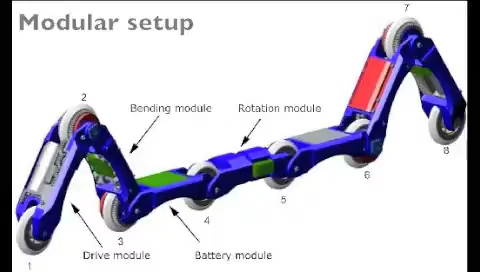 Modular setup
7
2
Bending module
Rotation module
8
6
5
4
3
Drive module
Battery module
1